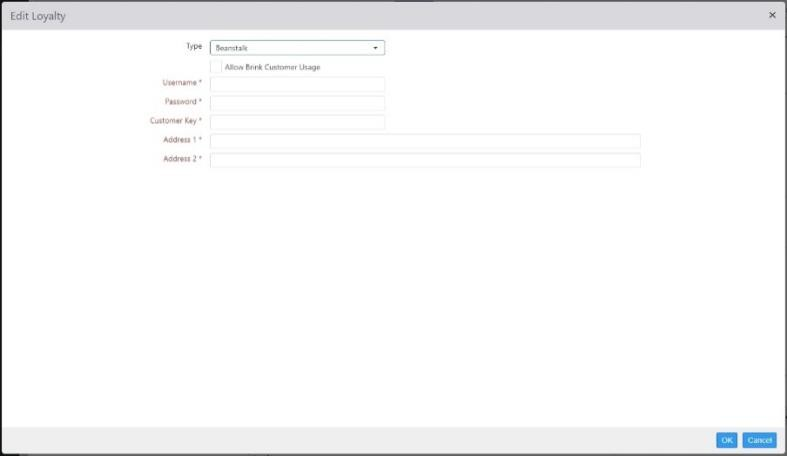 Edit Loyalty
Type Beanstalk
Allow Brink Customer Usage
Username *
Password *
Customer Key *
Address 1 *
Address 2 *
OK Cancel